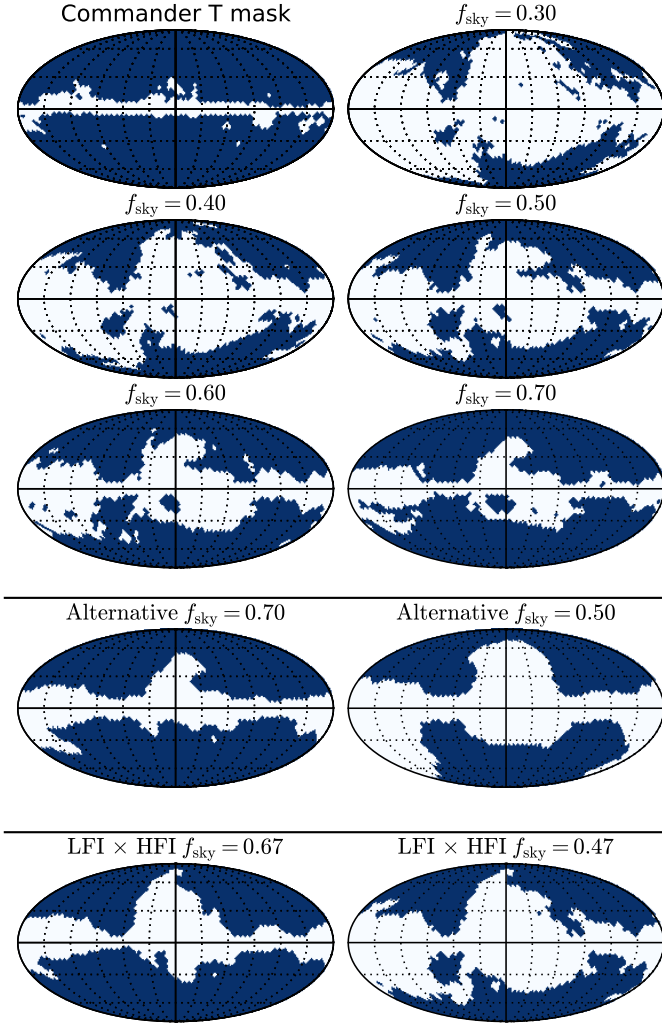 Commander T mask
f_sky = 0.30
f_sky = 0.40
f_sky = 0.50
f_sky = 0.60
f_sky = 0.70
Alternative f_sky = 0.70
Alternative f_sky = 0.50
LFI × HFI f_sky = 0.67
LFI × HFI f_sky = 0.47